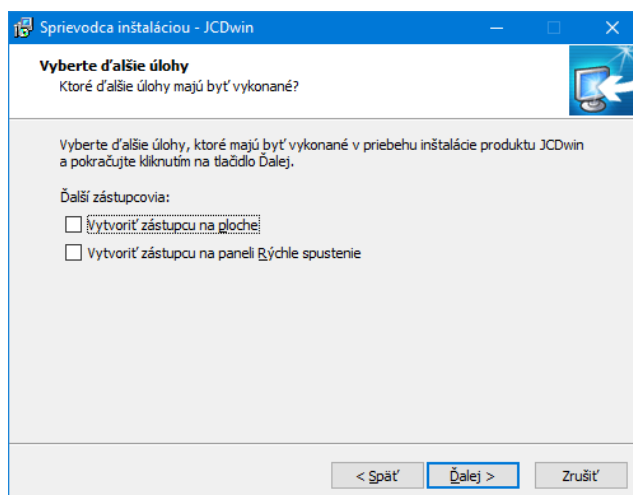 Sprievodca inštaláciou - JCDwin
Vyberte ďalšie úlohy
Ktoré ďalšie úlohy majú byť vykonané?
Vyberte ďalšie úlohy, ktoré majú byť vykonané v priebehu inštalácie produktu JCDwin
a pokračujte kliknutím na tlačidlo Ďalej.
Ďalší zástupcovia:
Vytvoriť zástupcu na ploche
Vytvoriť zástupcu na paneli Rýchle spustenie
< Späť Ďalej > Zrušiť